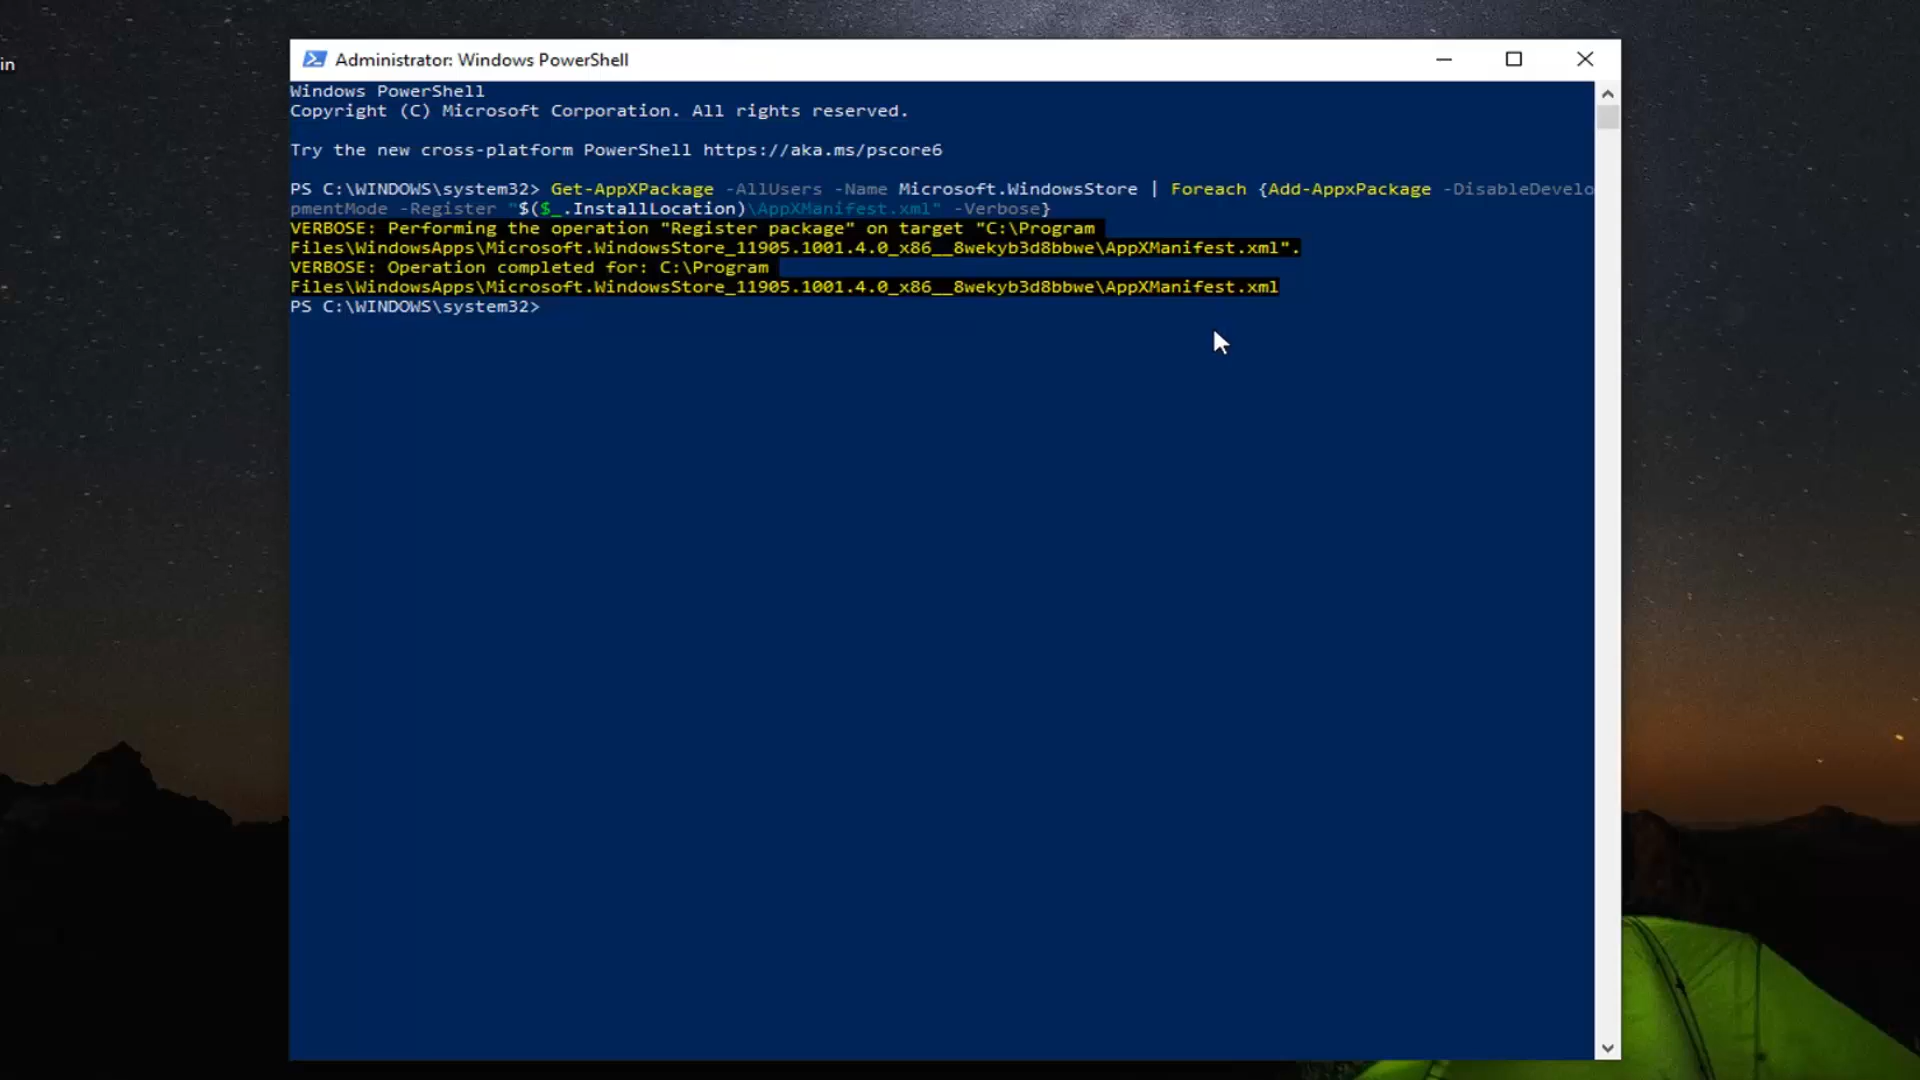 in
Administrator: Windows PowerShell
Windows PowerShell
Copyright (C) Microsoft Corporation. All rights reserved.
Try the new cross-platform PowerShell https://aka.ms/pscore6
PS C:\WINDOWS\system32> Get-AppXPackage -AllUsers -Name Microsoft.WindowsStore | Foreach {Add-AppxPackage -DisableDevelo
pmentMode -Register "$($_.InstallLocation)\AppXManifest.xml" -Verbose}
VERBOSE: Performing the operation "Register package" on target "C:\Program
Files\WindowsApps\Microsoft.WindowsStore_11905.1001.4.0_x86__8wekyb3d8bbwe\AppXManifest.xml".
VERBOSE: Operation completed for: C:\Program
Files\WindowsApps\Microsoft.WindowsStore_11905.1001.4.0_x86__8wekyb3d8bbwe\AppXManifest.xml
PS C:\WINDOWS\system32>